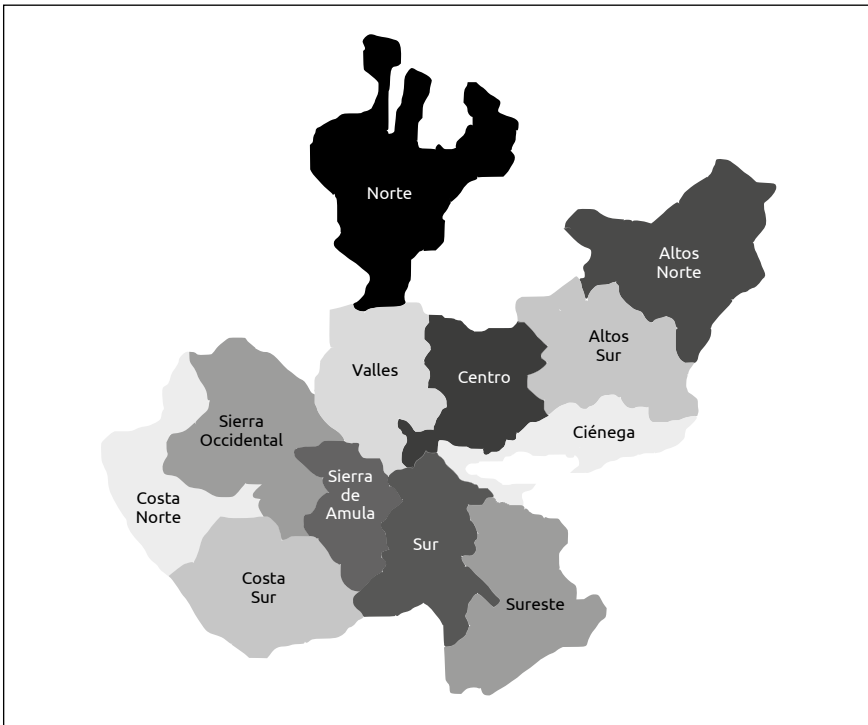 Norte
Altos
Norte
Altos
Sur
Valles
Centro
Sierra
Occidental
Ciénega
Sierra
de
Amula
Costa
Norte
Sur
Costa
Sur
Sureste